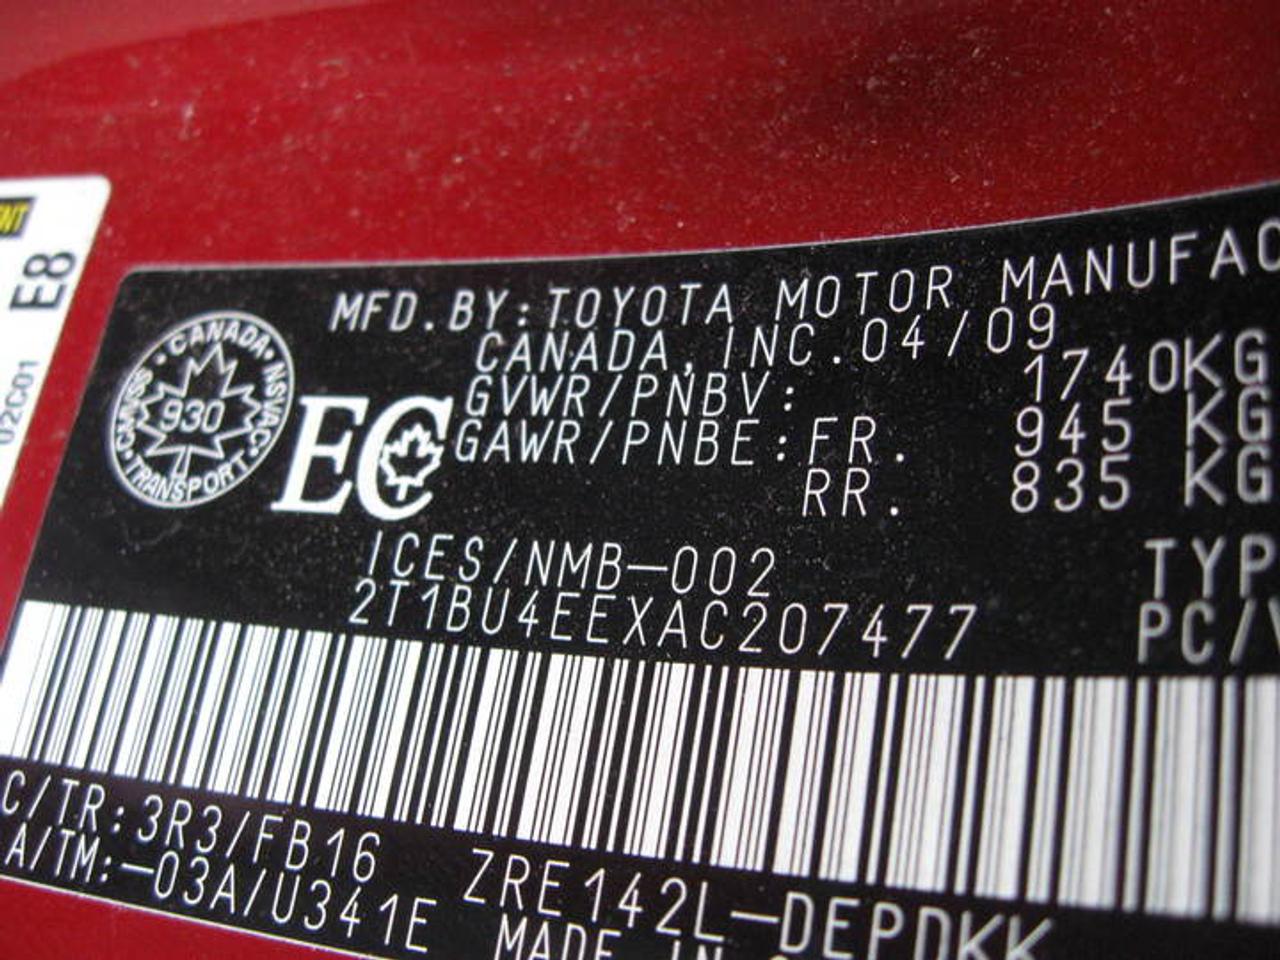 E8
02C01
CANADA
NSVAC
TRANSPORT
CMVSS
930
EC
MFD.BY:TOYOTA MOTOR MANUFAC
CANADA, INC.04/09
GVWR/PNBV: 1740KG
GAWR/PNBE:FR. 945 KG
RR. 835 KG
ICES/NMB-002 TYP
2T1BU4EEXAC207477 PC/
C/TR:3R3/FB16 ZRE142L-DEPDKK
A/TM:-03A/U341E MADE IN